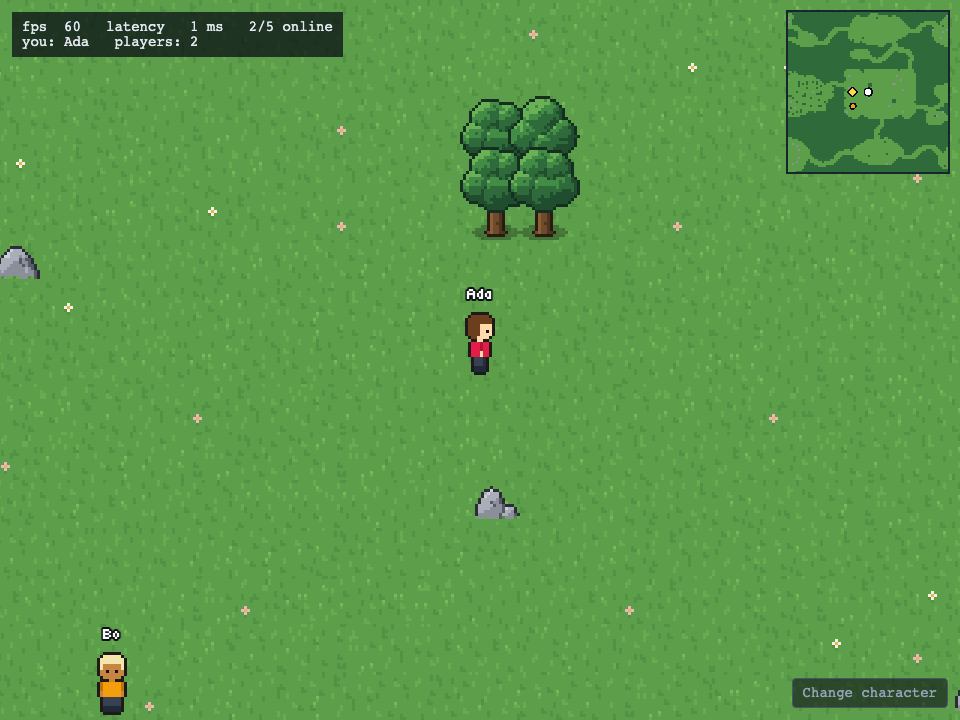 fps 60 latency 1 ms 2/5 online
you: Ada players: 2
Ada
Bo
Change character